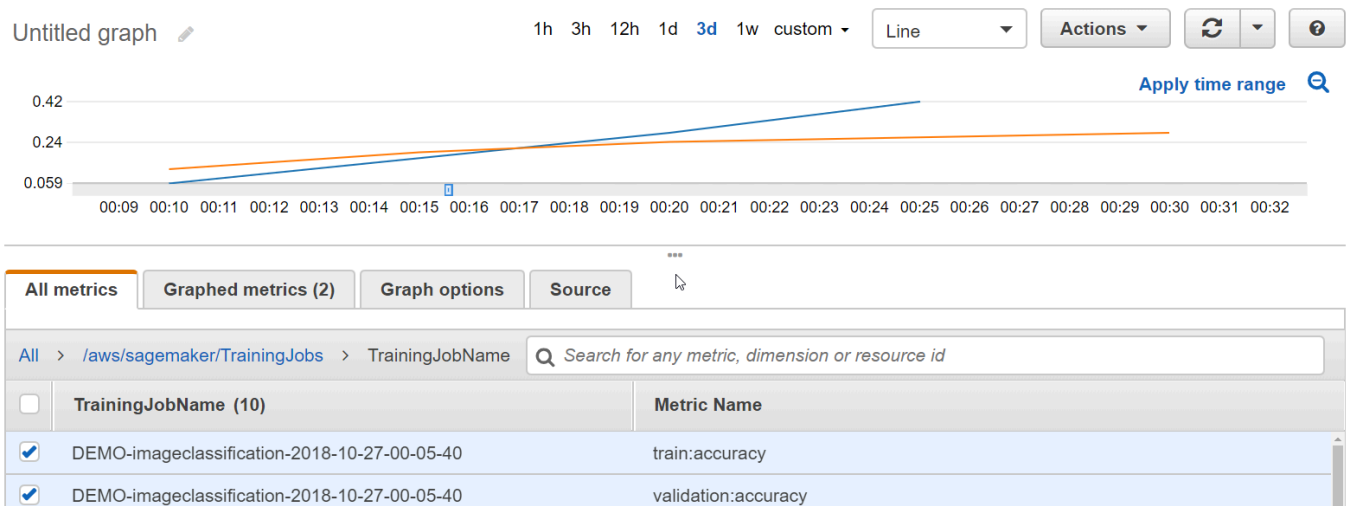 Untitled graph 1h 3h 12h 1d 3d 1w custom Line Actions
Apply time range
0.42
0.24
0.059
00:09 00:10 00:11 00:12 00:13 00:14 00:15 00:16 00:17 00:18 00:19 00:20 00:21 00:22 00:23 00:24 00:25 00:26 00:27 00:28 00:29 00:30 00:31 00:32
All metrics Graphed metrics (2) Graph options Source
All > /aws/sagemaker/TrainingJobs > TrainingJobName Search for any metric, dimension or resource id
TrainingJobName (10) Metric Name
DEMO-imageclassification-2018-10-27-00-05-40 train:accuracy
DEMO-imageclassification-2018-10-27-00-05-40 validation:accuracy